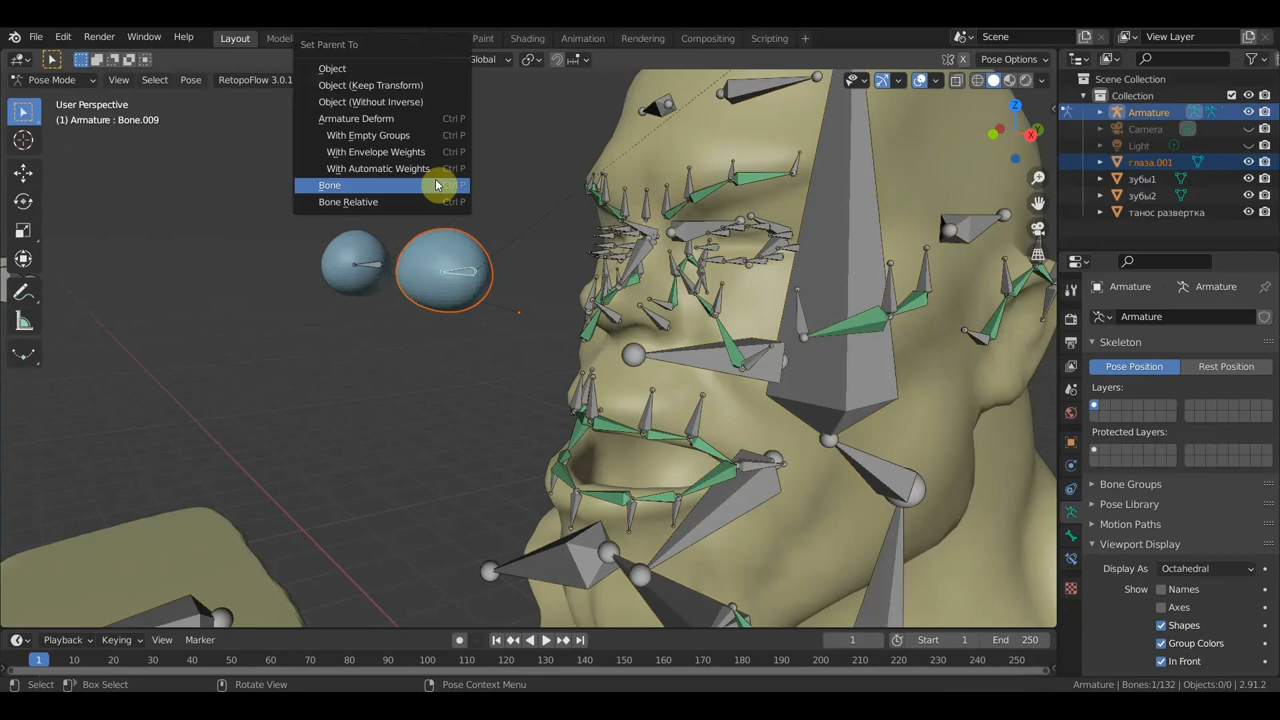 File Edit Render Window Help Layout Model Paint Shading Animation Rendering Compositing Scripting + Scene View Layer
Pose Mode View Select Pose RetopoFlow 3.0.1 Global Pose Options
Set Parent To
Object
Object (Keep Transform)
Object (Without Inverse)
Armature Deform Ctrl P
With Empty Groups Ctrl P
With Envelope Weights Ctrl P
With Automatic Weights Ctrl P
Bone Ctrl P
Bone Relative Ctrl P
User Perspective
(1) Armature : Bone.009
Z
X
Y
Scene Collection
Collection
Armature
Camera
Light
глаза.001
зубы1
зубы2
танос развертка
Armature Armature
Armature
Skeleton
Pose Position Rest Position
Layers:
Protected Layers:
Bone Groups
Pose Library
Motion Paths
Viewport Display
Display As Octahedral
Show Names
Axes
Shapes
Group Colors
In Front
Playback Keying View Marker 1 Start 1 End 250
1 10 20 30 40 50 60 70 80 90 100 110 120 130 140 150 160 170 180 190 200 210 220 230 240 250
Select Box Select Rotate View Pose Context Menu Armature | Bones:1/132 | Objects:0/0 | 2.91.2